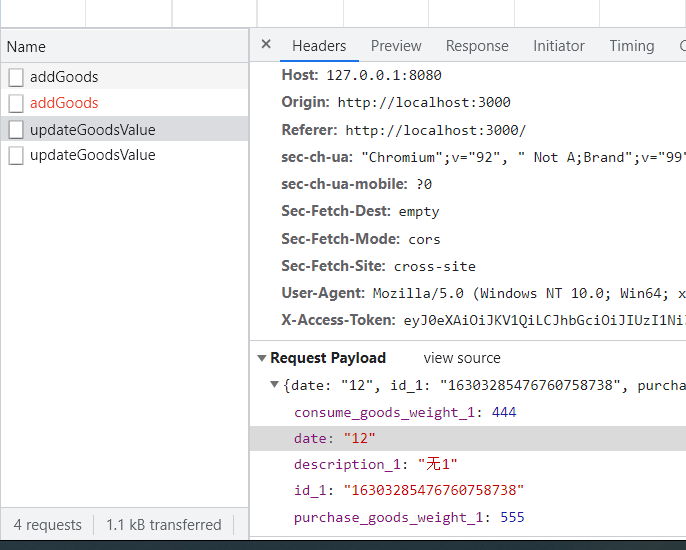 Name
addGoods
addGoods
updateGoodsValue
updateGoodsValue
4 requests 1.1 kB transferred
× Headers Preview Response Initiator Timing
Host: 127.0.0.1:8080
Origin: http://localhost:3000
Referer: http://localhost:3000/
sec-ch-ua: "Chromium";v="92", " Not A;Brand";v="99"
sec-ch-ua-mobile: ?0
Sec-Fetch-Dest: empty
Sec-Fetch-Mode: cors
Sec-Fetch-Site: cross-site
User-Agent: Mozilla/5.0 (Windows NT 10.0; Win64; x
X-Access-Token: eyJ0eXAiOiJKV1QiLCJhbGciOiJIUzI1Ni
Request Payload view source
{date: "12", id_1: "16303285476760758738", purcha
consume_goods_weight_1: 444
date: "12"
description_1: "无1"
id_1: "16303285476760758738"
purchase_goods_weight_1: 555